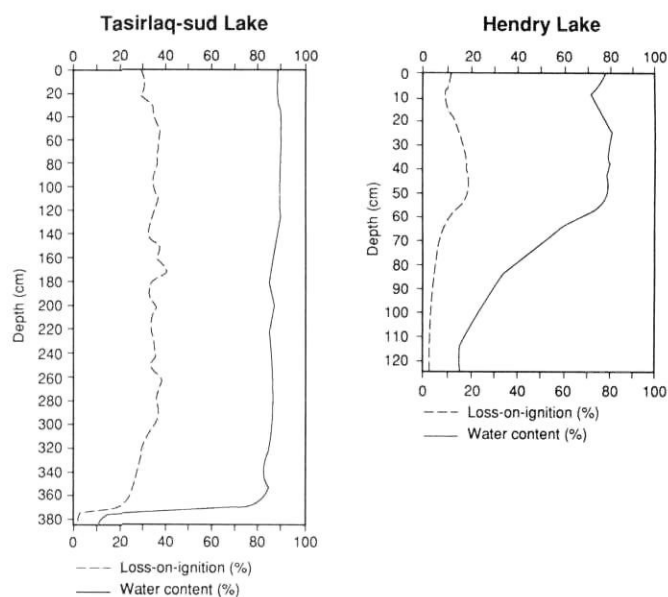 Tasirlaq-sud Lake
0 20 40 60 80 100
Depth (cm)
0
20
40
60
80
100
120
140
180
200
220
240
260
300
320
340
360
380
0 20 40 60 80 100
Loss-on-ignition (%)
Water content (%)
Hendry Lake
0 20 40 60 80 100
Depth (cm)
0
10
20
30
40
50
60
70
80
90
100
110
120
0 20 40 60 80 100
Loss-on-ignition (%)
Water content (%)